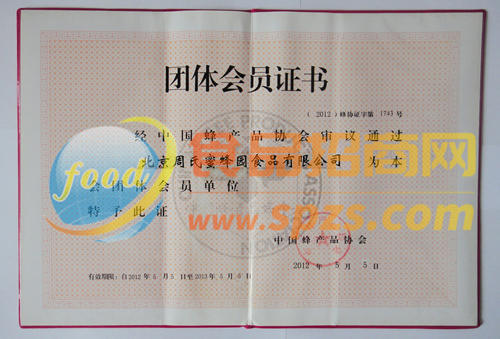 团体会员证书
（2012）蜂协证字第 1743 号
经中国蜂产品协会审议通过
北京周氏蜜蜂园食品有限公司 为本
会团体会员单位
特予此证
food
食品招商网
www.spzs.com
中国蜂产品协会
2012 年 5 月 5 日
有效期限：自2012年5月5日至2013年5月5日